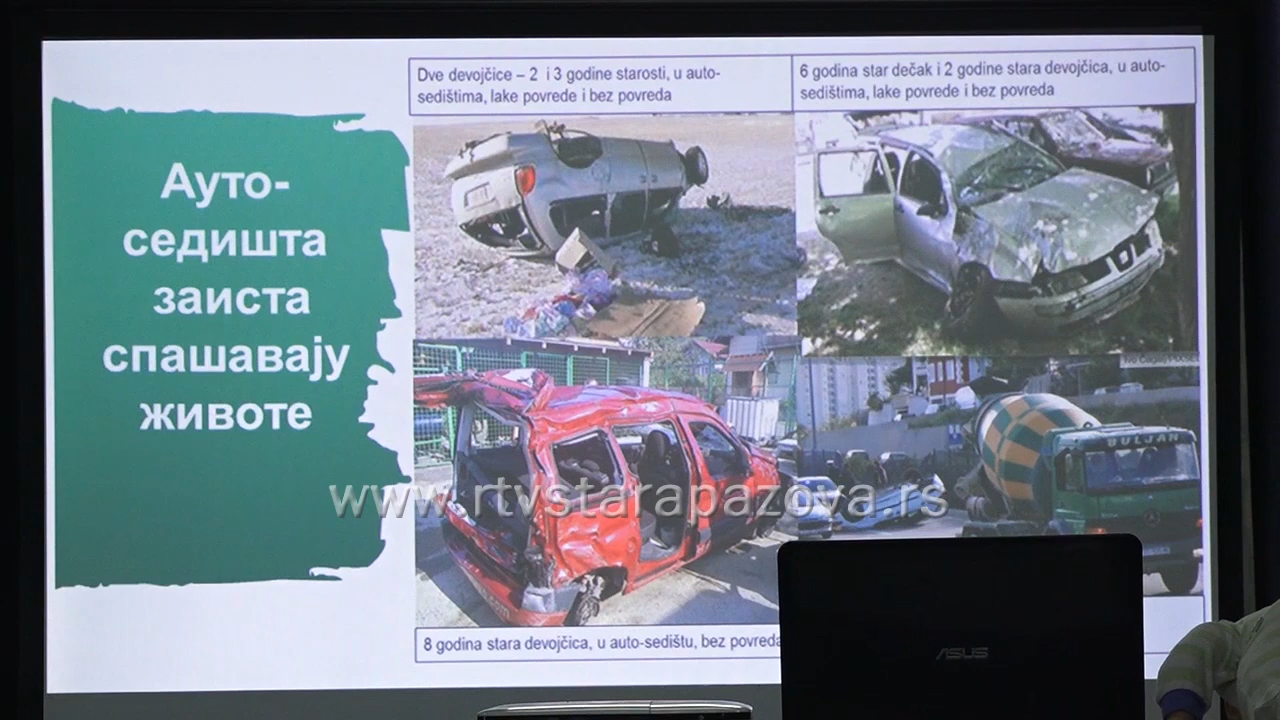 Ауто-
седишта
заиста
спашавају
животе
Dve devojčice – 2 i 3 godine starosti, u auto-
sedištima, lake povrede i bez povreda
6 godina star dečak i 2 godine stara devojčica, u auto-
sedištima, lake povrede i bez povreda
BULJAN
www.rtvstarapazova.rs
8 godina stara devojčica, u auto-sedištu, bez povreda
ASUS